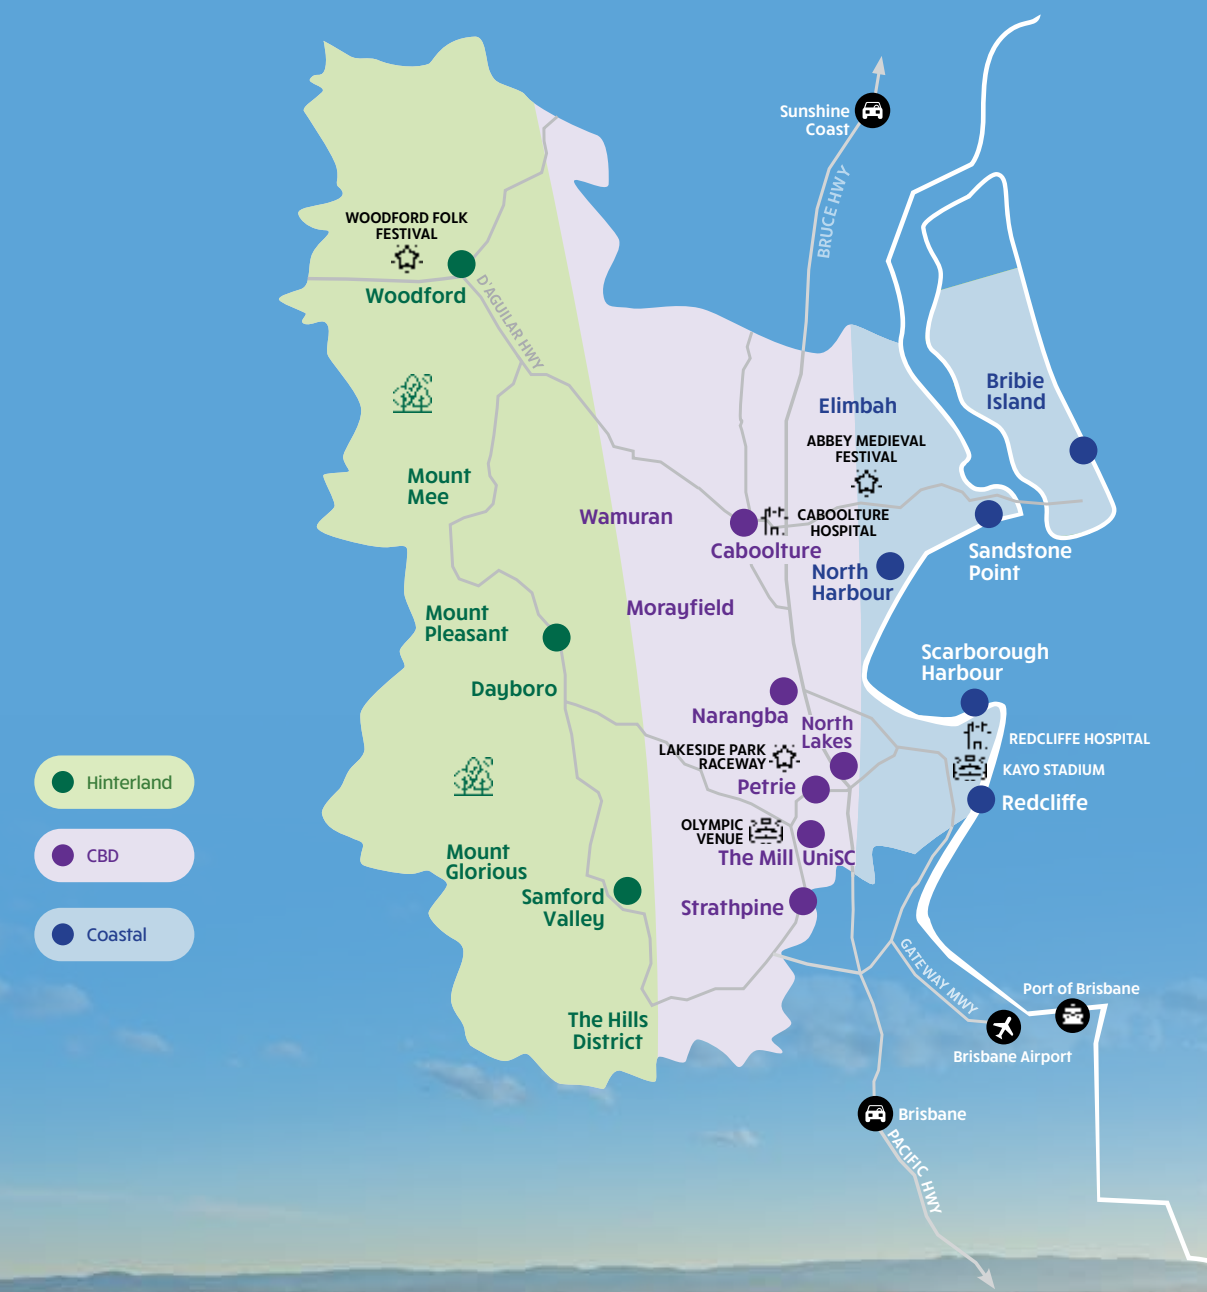 Sunshine
Coast
BRUCE HWY
WOODFORD FOLK
FESTIVAL
Woodford
D'AGUILAR HWY
Bribie
Island
Elimbah
ABBEY MEDIEVAL
FESTIVAL
Mount
Mee
Wamuran
CABOOLTURE
HOSPITAL
Caboolture
Sandstone
Point
North
Harbour
Morayfield
Mount
Pleasant
Scarborough
Harbour
Dayboro
Narangba
North
Lakes
REDCLIFFE HOSPITAL
LAKESIDE PARK
RACEWAY
KAYO STADIUM
Petrie
Redcliffe
Hinterland
OLYMPIC
VENUE
The Mill UniSC
CBD
Mount
Glorious
Samford
Valley
Strathpine
Coastal
GATEWAY MWY
Port of Brisbane
The Hills
District
Brisbane Airport
Brisbane
PACIFIC HWY